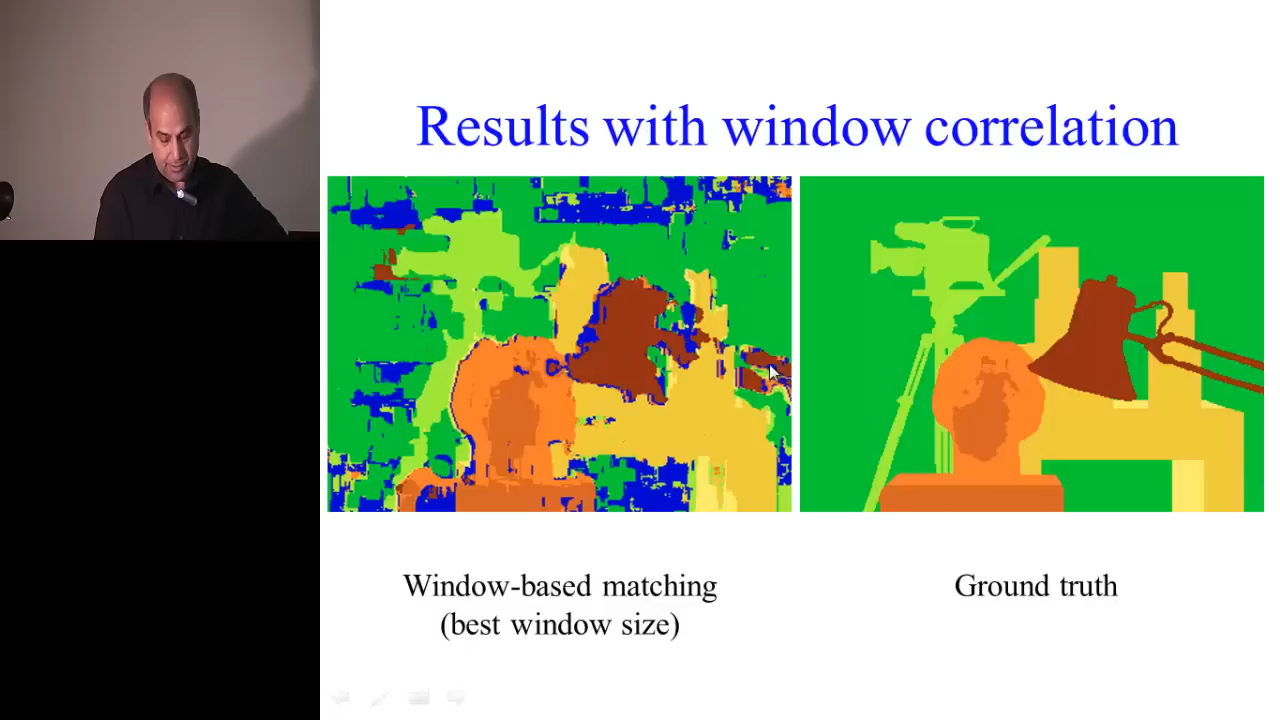 Results with window correlation
Window-based matching
(best window size)
Ground truth